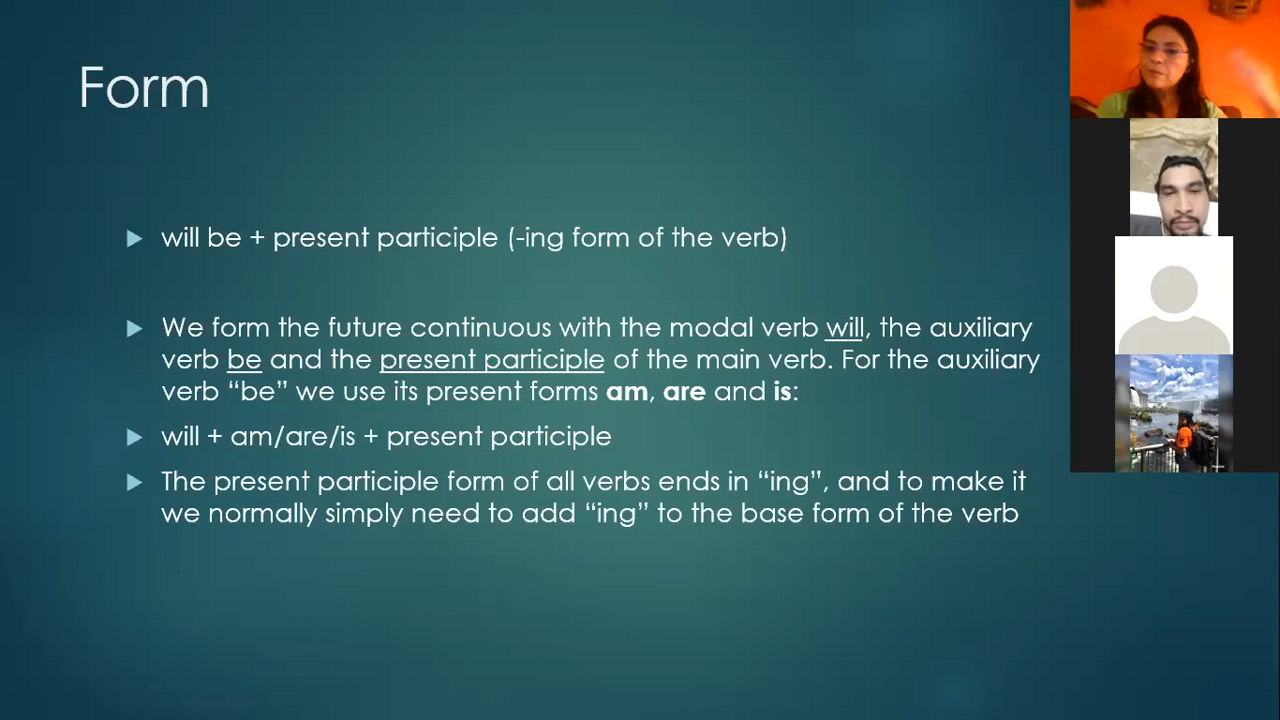 Form
will be + present participle (-ing form of the verb)
We form the future continuous with the modal verb will, the auxiliary
verb be and the present participle of the main verb. For the auxiliary
verb “be” we use its present forms am, are and is:
will + am/are/is + present participle
The present participle form of all verbs ends in “ing”, and to make it
we normally simply need to add “ing” to the base form of the verb